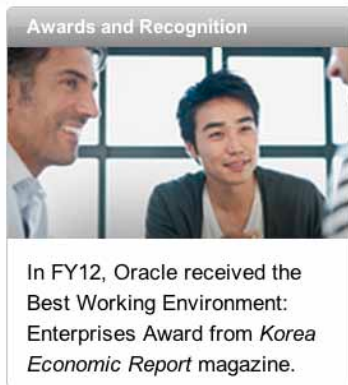 Awards and Recognition
In FY12, Oracle received the
Best Working Environment:
Enterprises Award from Korea
Economic Report magazine.